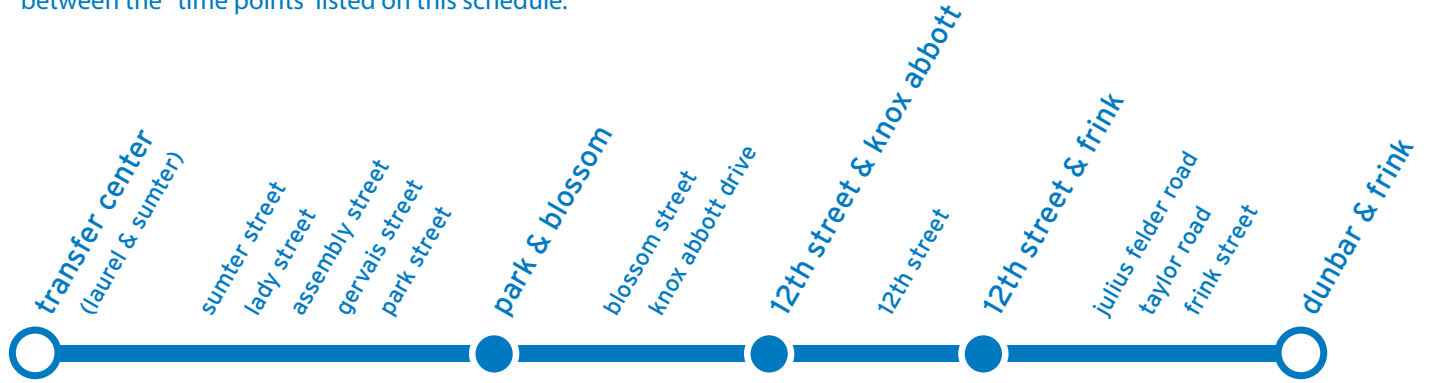 between the "time points" listed on this schedule.
transfer center
(laurel & sumter)
sumter street
lady street
assembly street
gervais street
park street
park & blossom
blossom street
knox abbott drive
12th street & knox abbott
12th street
12th street & frink
julius felder road
taylor road
frink street
dunbar & frink